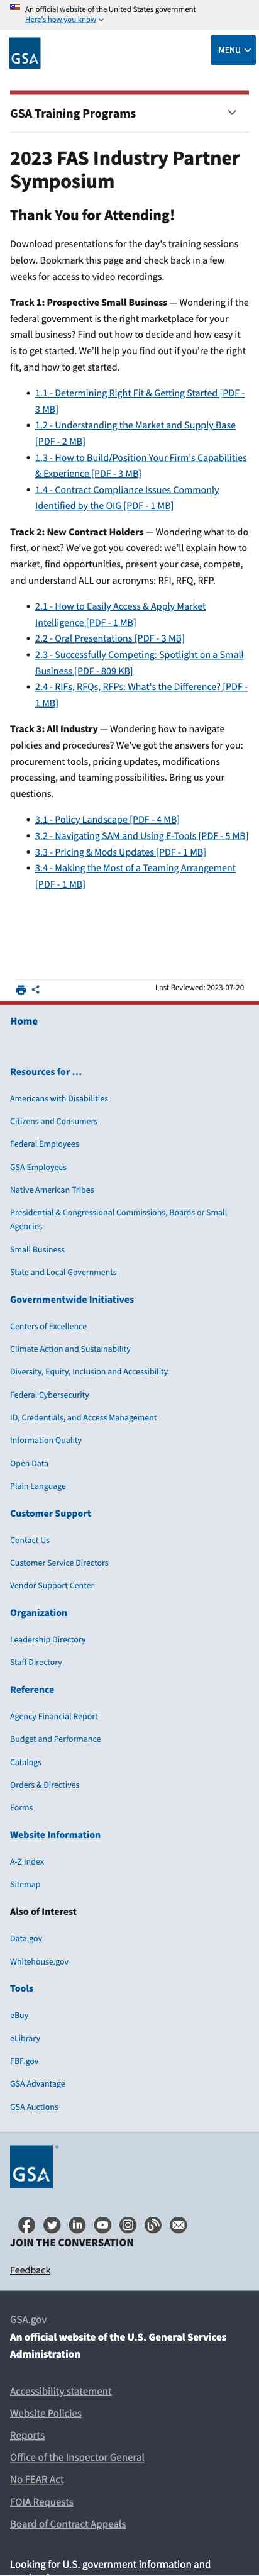 An official website of the United States government
Here's how you know
GSA
MENU
GSA Training Programs
2023 FAS Industry Partner
Symposium
Thank You for Attending!
Download presentations for the day's training sessions
below. Bookmark this page and check back in a few
weeks for access to video recordings.
Track 1: Prospective Small Business — Wondering if the
federal government is the right marketplace for your
small business? Find out how to decide and how easy it
is to get started. We'll help you find out if you're the right
fit, and how to get started.
1.1 - Determining Right Fit & Getting Started [PDF -
3 MB]
1.2 - Understanding the Market and Supply Base
[PDF - 2 MB]
1.3 - How to Build/Position Your Firm's Capabilities
& Experience [PDF - 3 MB]
1.4 - Contract Compliance Issues Commonly
Identified by the OIG [PDF - 1 MB]
Track 2: New Contract Holders — Wondering what to do
first, or next? We've got you covered: we'll explain how to
market, find opportunities, present your case, compete,
and understand ALL our acronyms: RFI, RFQ, RFP.
2.1 - How to Easily Access & Apply Market
Intelligence [PDF - 1 MB]
2.2 - Oral Presentations [PDF - 3 MB]
2.3 - Successfully Competing: Spotlight on a Small
Business [PDF - 809 KB]
2.4 - RIFs, RFQs, RFPs: What's the Difference? [PDF -
1 MB]
Track 3: All Industry — Wondering how to navigate
policies and procedures? We've got the answers for you:
procurement tools, pricing updates, modifications
processing, and teaming possibilities. Bring your
questions.
3.1 - Policy Landscape [PDF - 4 MB]
3.2 - Navigating SAM and Using E-Tools [PDF - 5 MB]
3.3 - Pricing & Mods Updates [PDF - 1 MB]
3.4 - Making the Most of a Teaming Arrangement
[PDF - 1 MB]
Last Reviewed: 2023-07-20
Home
Resources for …
Americans with Disabilities
Citizens and Consumers
Federal Employees
GSA Employees
Native American Tribes
Presidential & Congressional Commissions, Boards or Small
Agencies
Small Business
State and Local Governments
Governmentwide Initiatives
Centers of Excellence
Climate Action and Sustainability
Diversity, Equity, Inclusion and Accessibility
Federal Cybersecurity
ID, Credentials, and Access Management
Information Quality
Open Data
Plain Language
Customer Support
Contact Us
Customer Service Directors
Vendor Support Center
Organization
Leadership Directory
Staff Directory
Reference
Agency Financial Report
Budget and Performance
Catalogs
Orders & Directives
Forms
Website Information
A-Z Index
Sitemap
Also of Interest
Data.gov
Whitehouse.gov
Tools
eBuy
eLibrary
FBF.gov
GSA Advantage
GSA Auctions
GSA
JOIN THE CONVERSATION
Feedback
GSA.gov
An official website of the U.S. General Services
Administration
Accessibility statement
Website Policies
Reports
Office of the Inspector General
No FEAR Act
FOIA Requests
Board of Contract Appeals
Looking for U.S. government information and